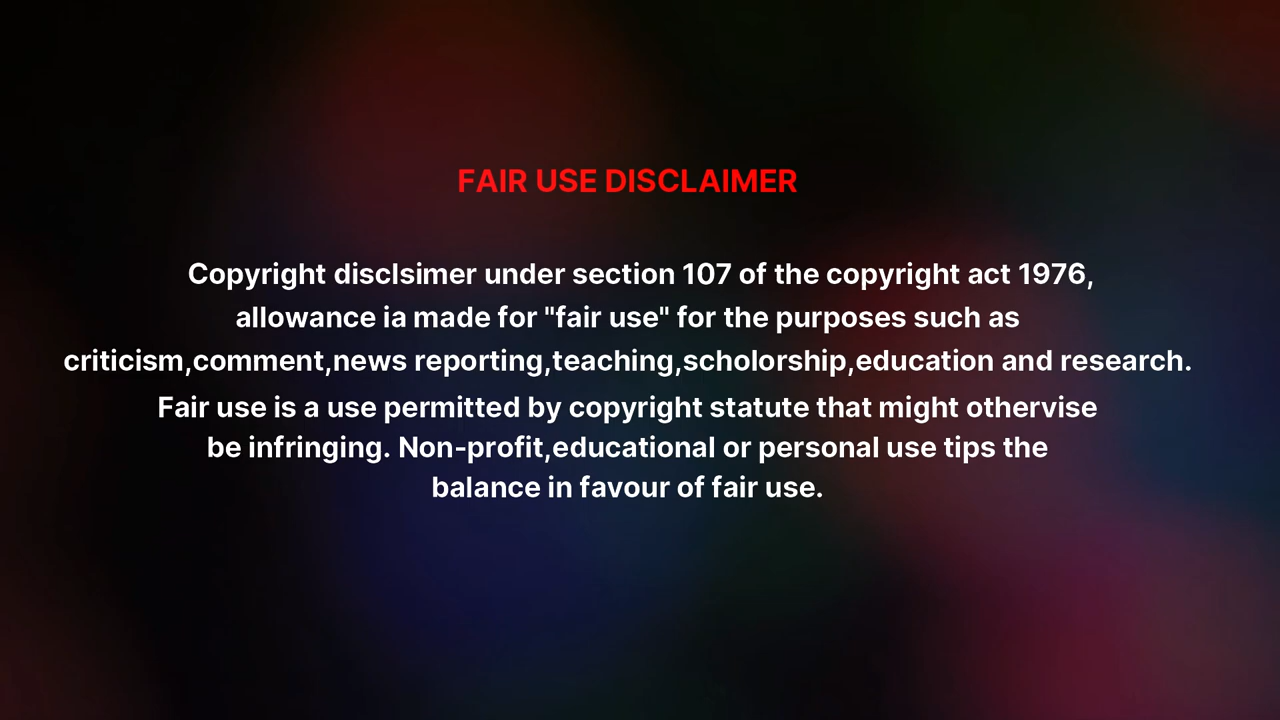 FAIR USE DISCLAIMER
Copyright disclsimer under section 107 of the copyright act 1976,
allowance ia made for "fair use" for the purposes such as
criticism,comment,news reporting,teaching,scholorship,education and research.
Fair use is a use permitted by copyright statute that might othervise
be infringing. Non-profit,educational or personal use tips the
balance in favour of fair use.